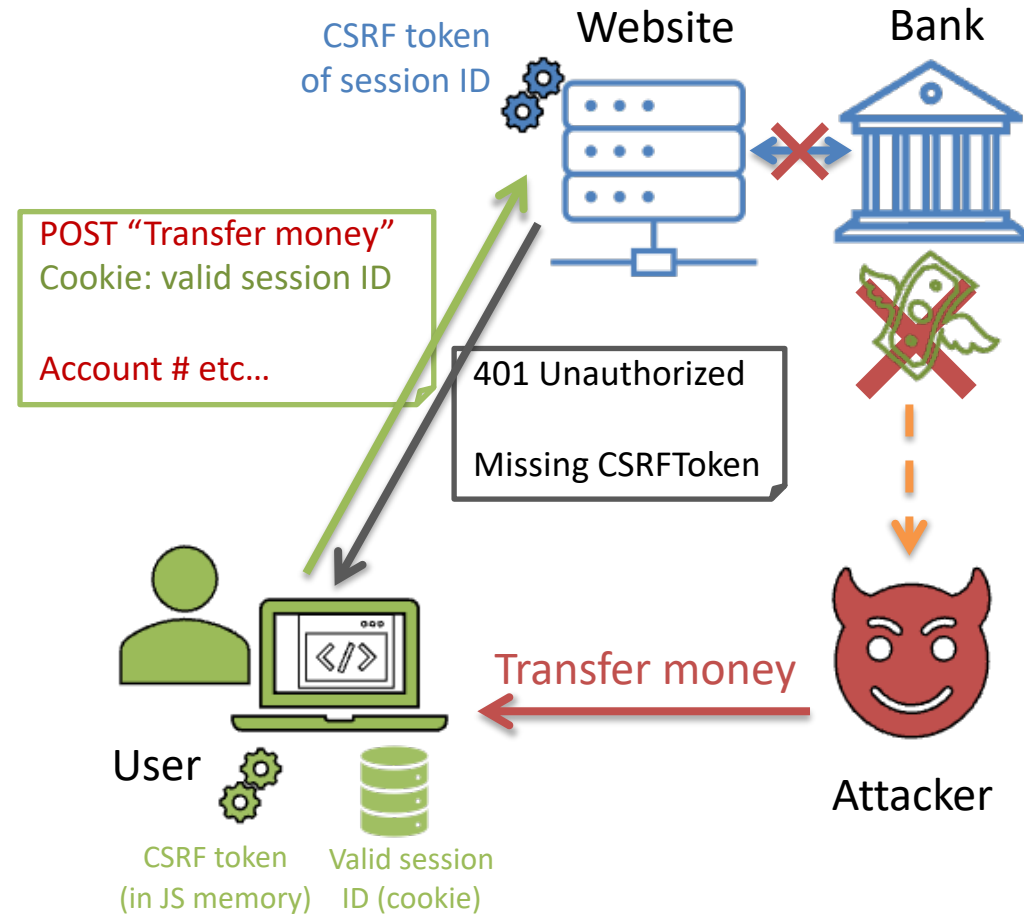 CSRF token
of session ID
Website
Bank
POST “Transfer money”
Cookie: valid session ID
Account # etc…
401 Unauthorized
Missing CSRFToken
Transfer money
User
Attacker
CSRF token
(in JS memory)
Valid session
ID (cookie)